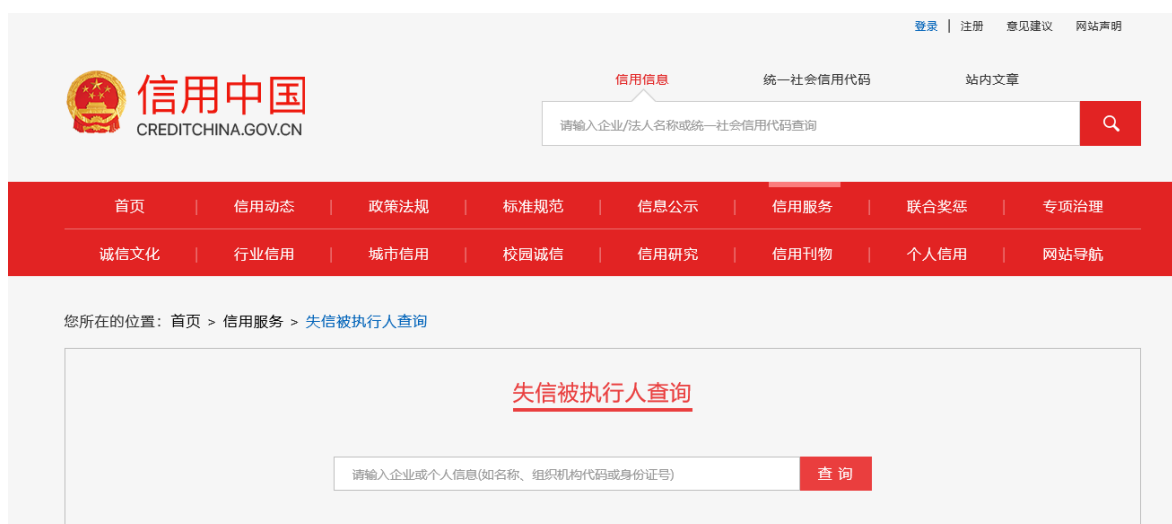 登录 | 注册 意见建议 网站声明
信用信息 统一社会信用代码 站内文章
信用中国
CREDITCHINA.GOV.CN
请输入企业/法人名称或统一社会信用代码查询
首页 | 信用动态 | 政策法规 | 标准规范 | 信息公示 | 信用服务 | 联合奖惩 | 专项治理
诚信文化 | 行业信用 | 城市信用 | 校园诚信 | 信用研究 | 信用刊物 | 个人信用 | 网站导航
您所在的位置：首页 > 信用服务 > 失信被执行人查询
失信被执行人查询
请输入企业或个人信息(如名称、组织机构代码或身份证号) 查 询